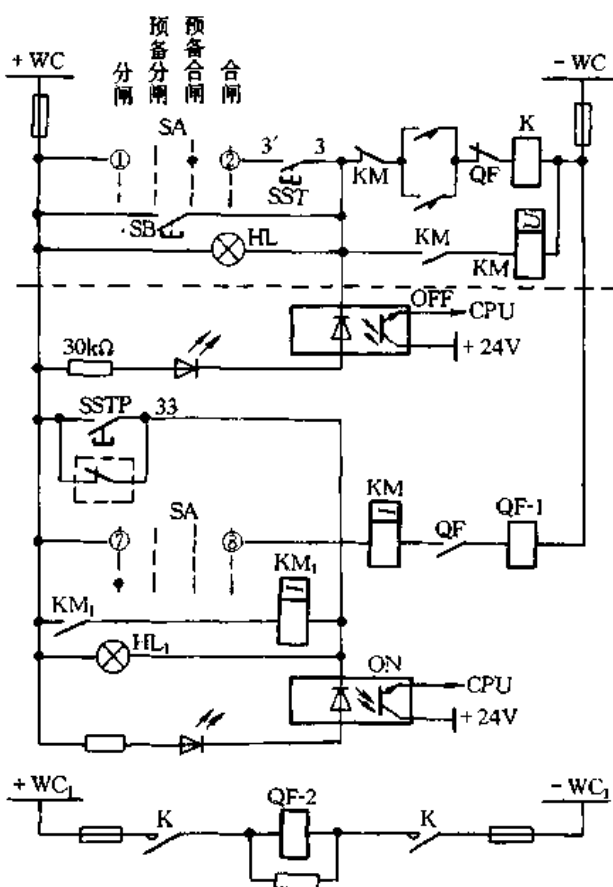 + WC
分闸
预备分闸
预备合闸
合闸
- WC
SA
① ② 3′ 3
SST
KM
QF
K
SB
HL
KM
KM
U
OFF
CPU
+ 24V
30kΩ
SSTP 33
SA
⑦ ⑧
KM
I
QF
QF-1
KM₁
KM₁
I
HL₁
ON
CPU
+ 24V
+ WC₁
K
QF-2
K
- WC₁